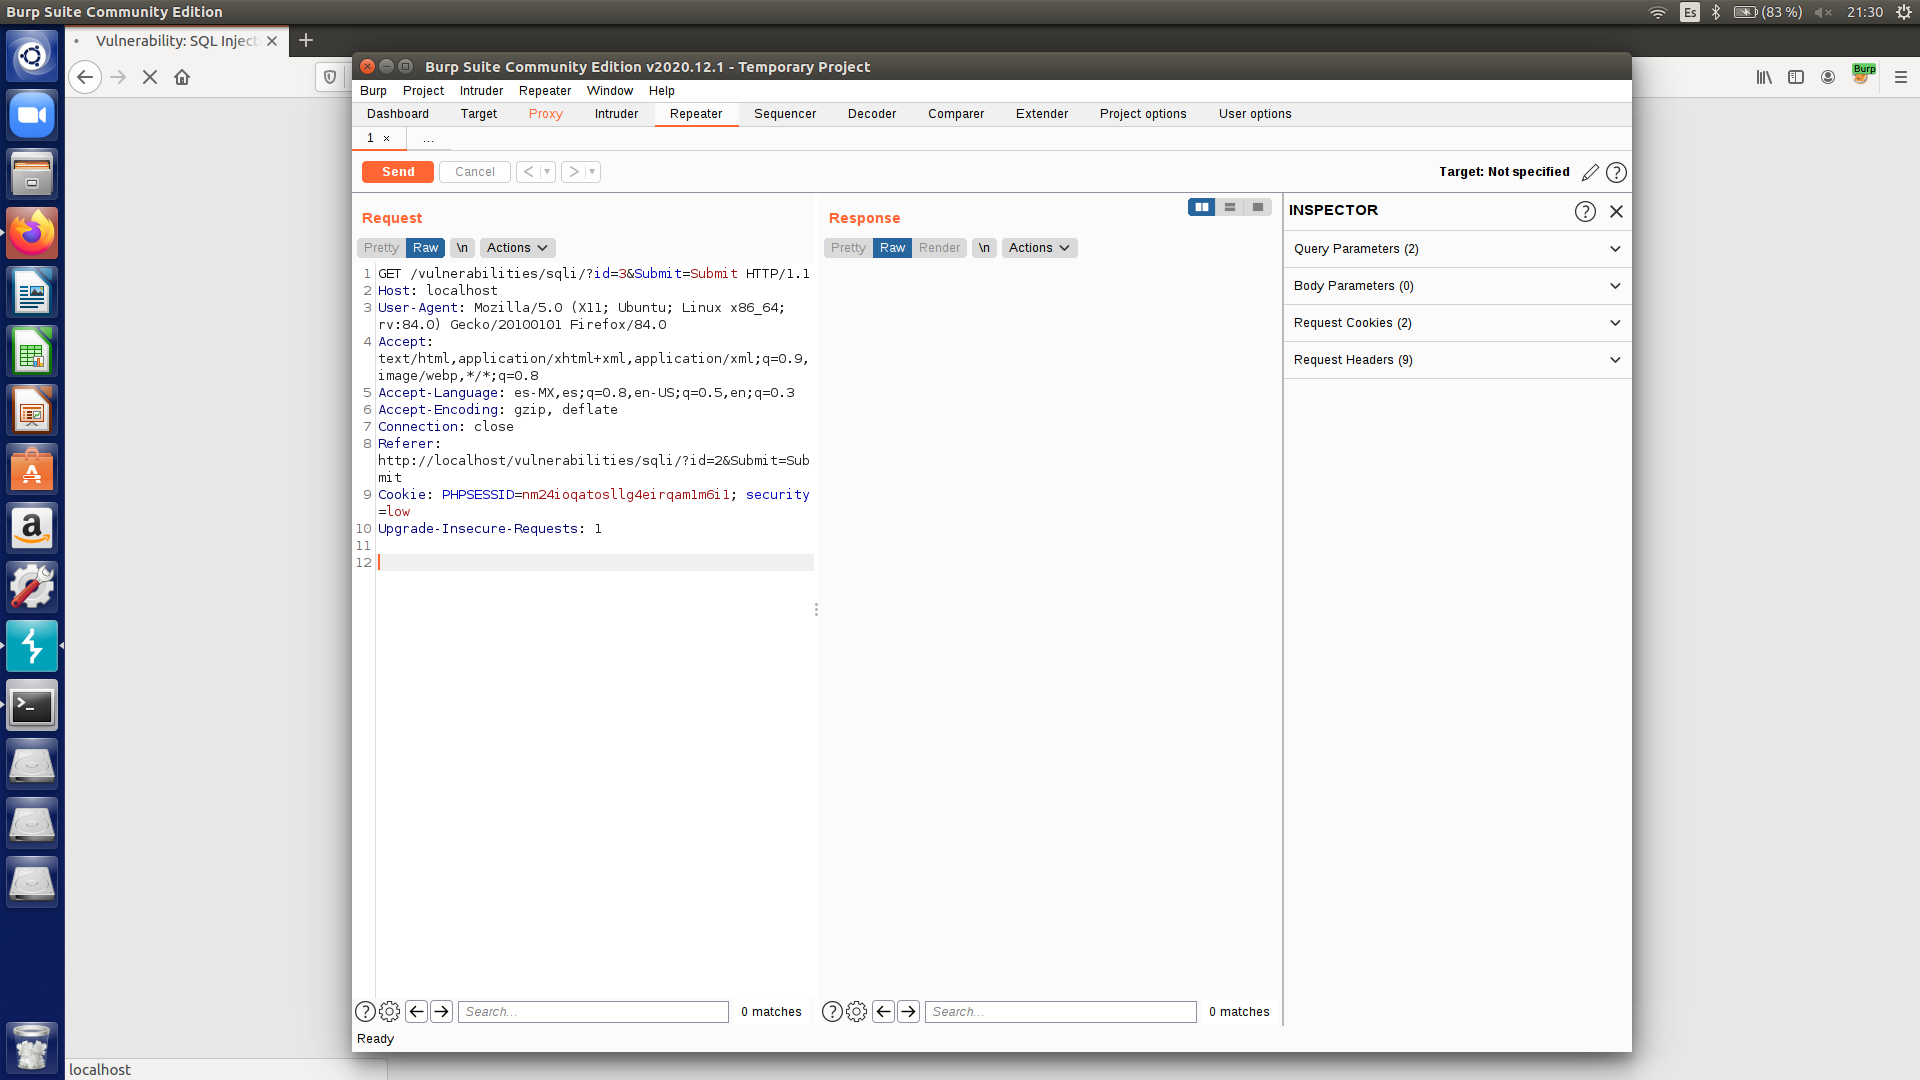 Burp Suite Community Edition
Es
(83 %)
21:30
Vulnerability: SQL Inject
Burp
Burp Suite Community Edition v2020.12.1 - Temporary Project
Burp Project Intruder Repeater Window Help
Dashboard Target Proxy Intruder Repeater Sequencer Decoder Comparer Extender Project options User options
1 × ...
Send Cancel < > Target: Not specified ?
Request
Pretty Raw \n Actions
1 GET /vulnerabilities/sqli/?id=3&Submit=Submit HTTP/1.1
2 Host: localhost
3 User-Agent: Mozilla/5.0 (X11; Ubuntu; Linux x86_64;
rv:84.0) Gecko/20100101 Firefox/84.0
4 Accept:
text/html,application/xhtml+xml,application/xml;q=0.9,
image/webp,*/*;q=0.8
5 Accept-Language: es-MX,es;q=0.8,en-US;q=0.5,en;q=0.3
6 Accept-Encoding: gzip, deflate
7 Connection: close
8 Referer:
http://localhost/vulnerabilities/sqli/?id=2&Submit=Sub
mit
9 Cookie: PHPSESSID=nm24ioqatosllg4eirqam1m6i1; security
=low
10 Upgrade-Insecure-Requests: 1
11
12
? Search... 0 matches
Response
Pretty Raw Render \n Actions
? Search... 0 matches
INSPECTOR ?
Query Parameters (2)
Body Parameters (0)
Request Cookies (2)
Request Headers (9)
Ready
localhost